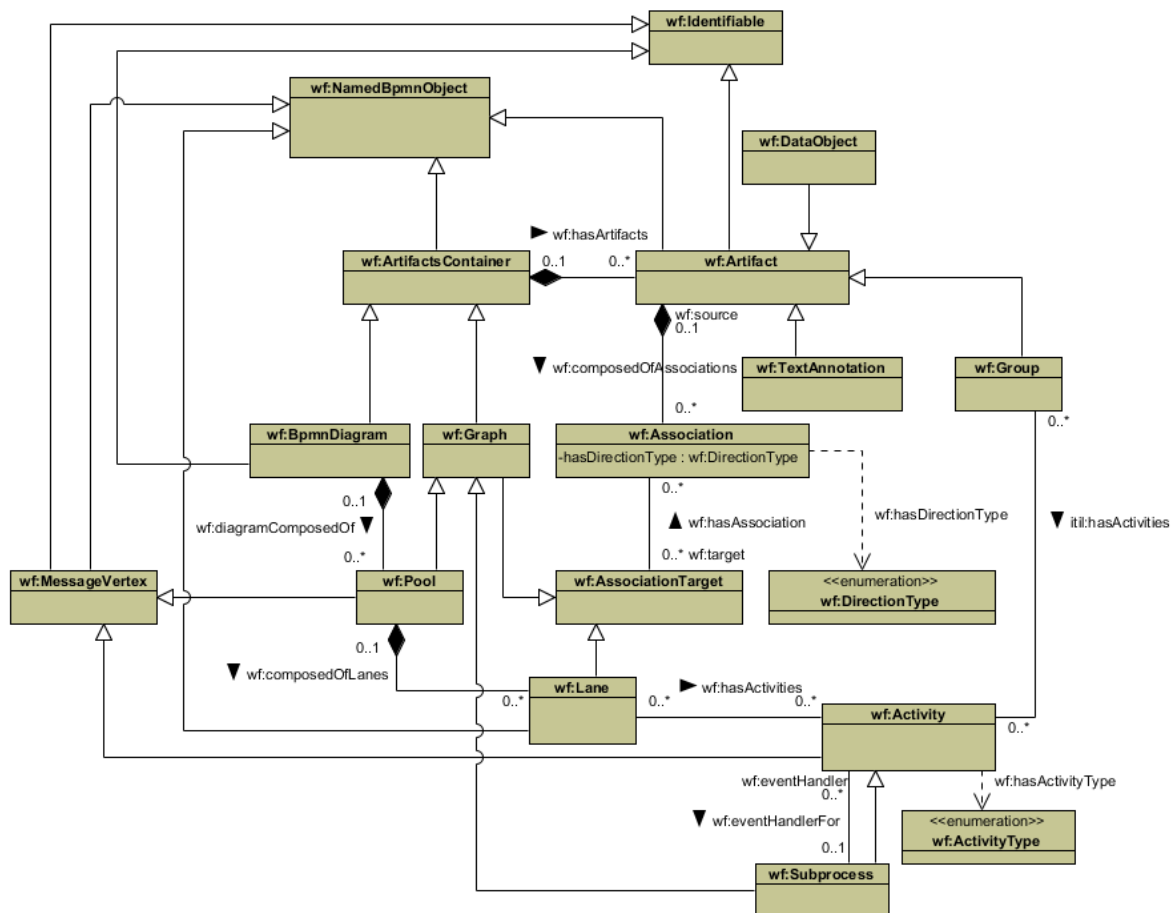 wf:Identifiable
wf:NamedBpmnObject
wf:DataObject
wf:hasArtifacts
wf:ArtifactsContainer
0..1
0..*
wf:Artifact
wf:source
0..1
wf:composedOfAssociations
wf:TextAnnotation
wf:Group
0..*
0..*
wf:BpmnDiagram
wf:Graph
wf:Association
-hasDirectionType : wf:DirectionType
0..1
0..*
wf:diagramComposedOf
wf:hasAssociation
wf:hasDirectionType
itil:hasActivities
0..*
0..*
wf:target
wf:MessageVertex
wf:Pool
wf:AssociationTarget
<<enumeration>>
wf:DirectionType
0..1
wf:composedOfLanes
wf:Lane
wf:hasActivities
0..*
0..*
0..*
wf:Activity
0..*
wf:eventHandler
0..*
wf:hasActivityType
wf:eventHandlerFor
<<enumeration>>
wf:ActivityType
0..1
wf:Subprocess